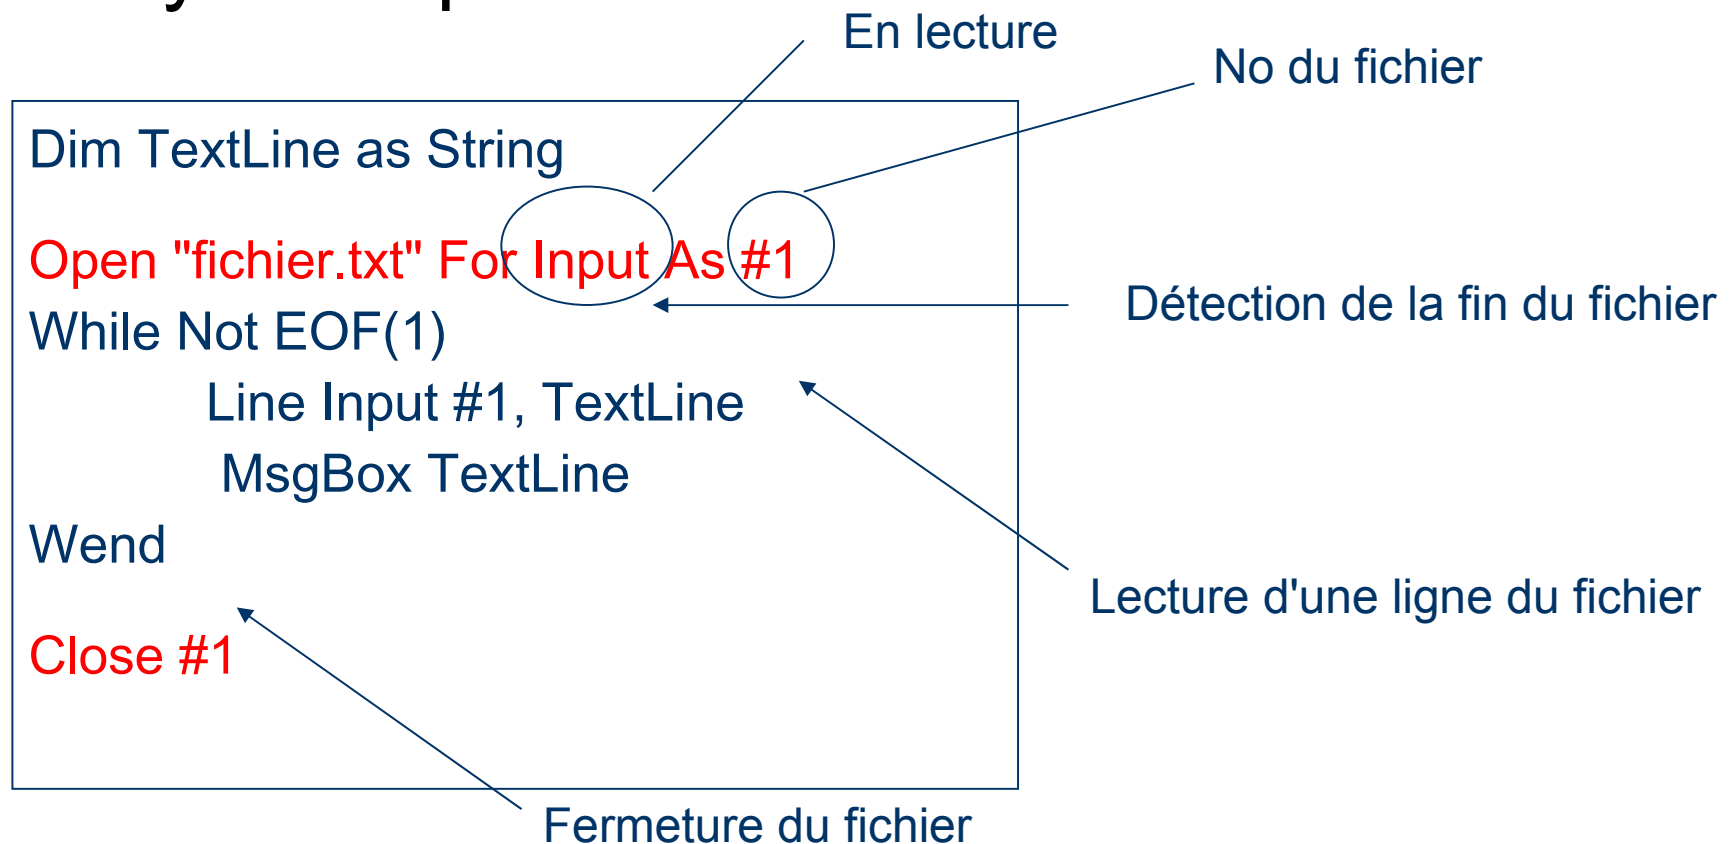 En lecture
No du fichier
Dim TextLine as String
Open "fichier.txt" For Input As #1
Détection de la fin du fichier
While Not EOF(1)
Line Input #1, TextLine
MsgBox TextLine
Wend
Lecture d'une ligne du fichier
Close #1
Fermeture du fichier